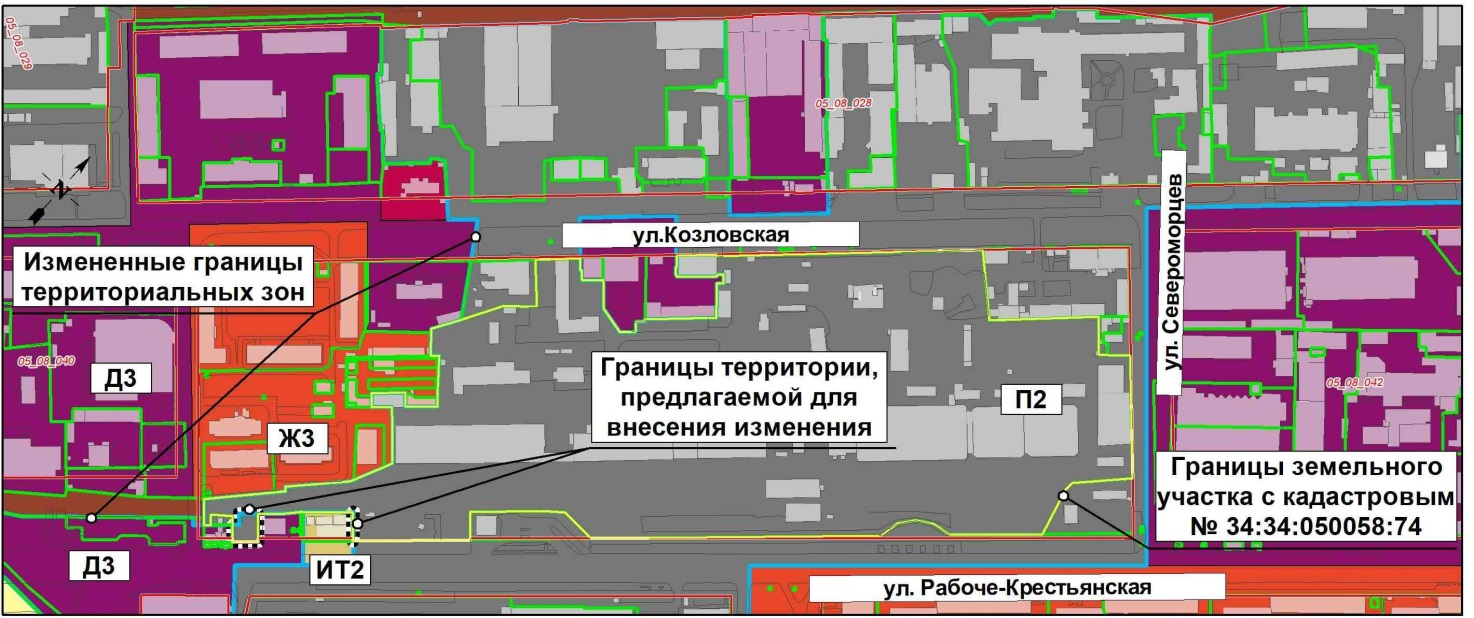 05_08_029
05_08_028
N
ул.Козловская
ул. Североморцев
Измененные границы
территориальных зон
05_08_040
Д3
Границы территории,
предлагаемой для
внесения изменения
П2
05_08_042
Ж3
Границы земельного
участка с кадастровым
№ 34:34:050058:74
Д3
ИТ2
ул. Рабоче-Крестьянская